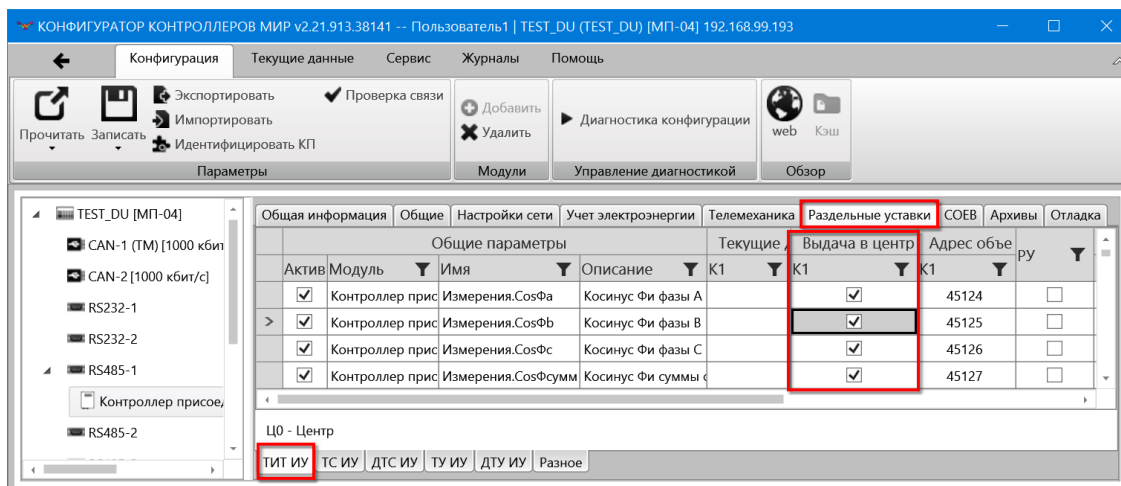 КОНФИГУРАТОР КОНТРОЛЛЕРОВ МИР v2.21.913.38141 -- Пользователь1 | TEST_DU (TEST_DU) [МП-04] 192.168.99.193
Конфигурация Текущие данные Сервис Журналы Помощь
Прочитать Записать
Экспортировать
Импортировать
Идентифицировать КП
Проверка связи
Параметры
Добавить
Удалить
Модули
Диагностика конфигурации
Управление диагностикой
web Кэш
Обзор
TEST_DU [МП-04]
CAN-1 (TM) [1000 кбит
CAN-2 [1000 кбит/с]
RS232-1
RS232-2
RS485-1
Контроллер присоед
RS485-2
Общая информация Общие Настройки сети Учет электроэнергии Телемеханика Раздельные уставки СОЕВ Архивы Отладка
Общие параметры Текущие Выдача в центр Адрес объе РУ
Актив Модуль Имя Описание К1 К1 К1
Контроллер прис Измерения.CosФa Косинус Фи фазы А 45124
Контроллер прис Измерения.CosФb Косинус Фи фазы В 45125
Контроллер прис Измерения.CosФc Косинус Фи фазы С 45126
Контроллер прис Измерения.CosФсумм Косинус Фи суммы 45127
Ц0 - Центр
ТИТ ИУ ТС ИУ ДТС ИУ ТУ ИУ ДТУ ИУ Разное